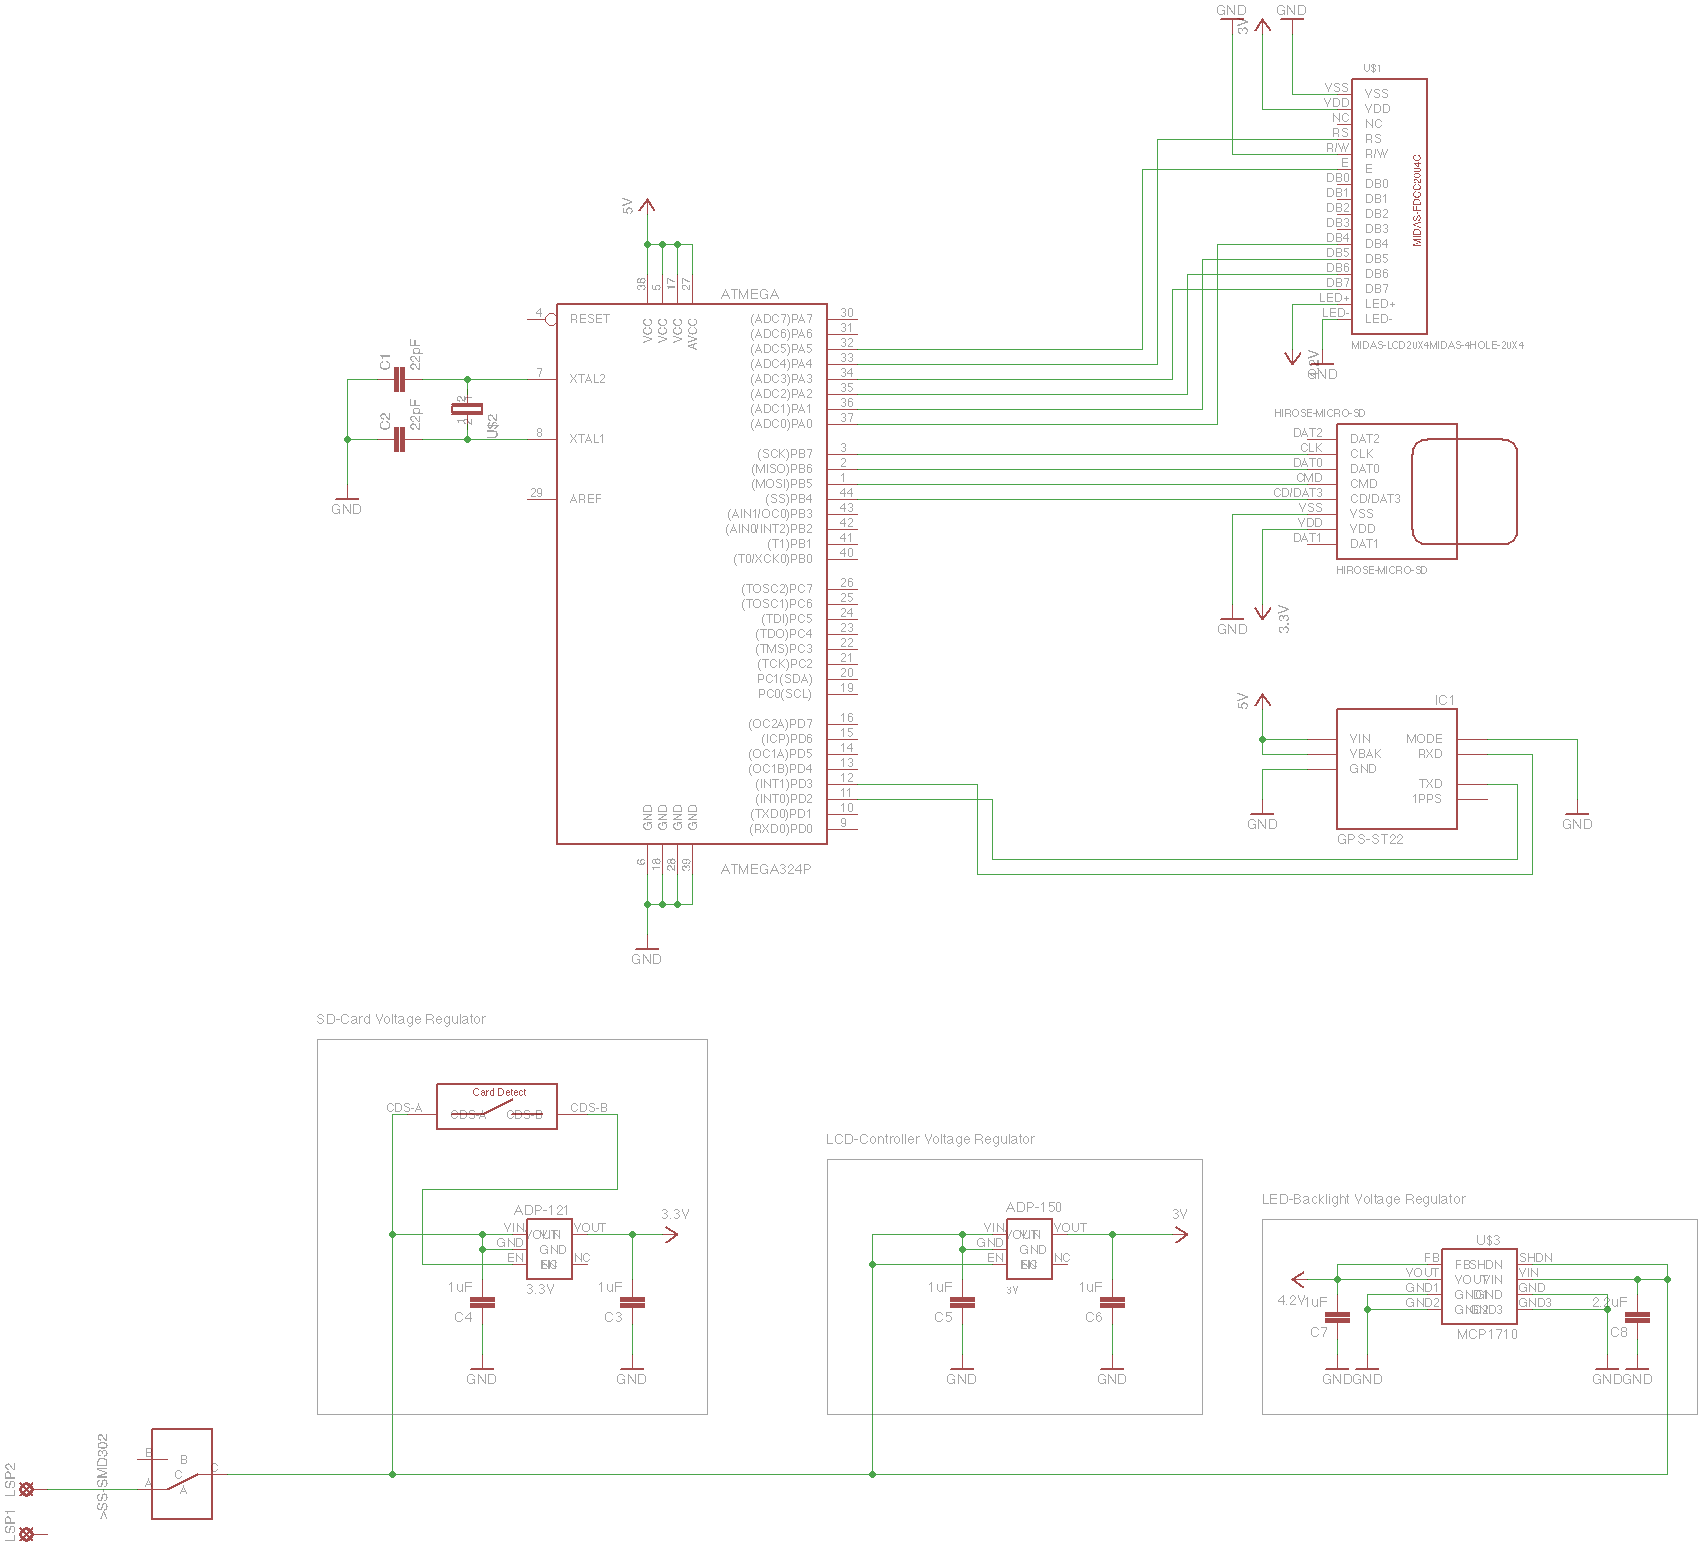 GND
3V
GND
U$1
VSS VSS
VDD VDD
NC NC
RS RS
R/W R/W
E E
DB0 DB0
DB1 DB1
DB2 DB2
DB3 DB3
DB4 DB4
DB5 DB5
DB6 DB6
DB7 DB7
LED+ LED+
LED- LED-
MIDAS-FDCC2004C
MIDAS-LCD20X4MIDAS-4HOLE-20X4
GND
5V
38 5 17 27
ATMEGA
VCC VCC VCC AVCC
4 RESET
7 XTAL2
8 XTAL1
29 AREF
C1 22pF
C2 22pF
U$2
1 2
2
GND
(ADC7)PA7 30
(ADC6)PA6 31
(ADC5)PA5 32
(ADC4)PA4 33
(ADC3)PA3 34
(ADC2)PA2 35
(ADC1)PA1 36
(ADC0)PA0 37
(SCK)PB7 3
(MISO)PB6 2
(MOSI)PB5 1
(SS)PB4 44
(AIN1/OC0)PB3 43
(AIN0/INT2)PB2 42
(T1)PB1 41
(T0/XCK0)PB0 40
(TOSC2)PC7 26
(TOSC1)PC6 25
(TDI)PC5 24
(TDO)PC4 23
(TMS)PC3 22
(TCK)PC2 21
PC1(SDA) 20
PC0(SCL) 19
(OC2A)PD7 16
(ICP)PD6 15
(OC1A)PD5 14
(OC1B)PD4 13
(INT1)PD3 12
(INT0)PD2 11
(TXD0)PD1 10
(RXD0)PD0 9
GND GND GND GND
6 18 28 39
ATMEGA324P
GND
HIROSE-MICRO-SD
DAT2 DAT2
CLK CLK
DAT0 DAT0
CMD CMD
CD/DAT3 CD/DAT3
VSS VSS
VDD VDD
DAT1 DAT1
HIROSE-MICRO-SD
GND
3.3V
5V
IC1
VIN MODE
VBAK RXD
GND
TXD
1PPS
GPS-ST22
GND
GND
SD-Card Voltage Regulator
Card Detect
CDS-A CDS-A CDS-B CDS-B
ADP-121
3.3V
VIN VIN VOUT VOUT
GND GND
EN EN NC NC
3.3V
1uF C4
1uF C3
GND GND
LCD-Controller Voltage Regulator
ADP-150
3V
VIN VIN VOUT VOUT
GND GND
EN EN NC NC
3V
1uF C5
1uF C6
GND GND
LED-Backlight Voltage Regulator
U$3
FB FB SHDN SHDN
VOUT VOUT VIN VIN
GND1 GND1 GND GND
GND2 GND2 GND3 GND3
MCP1710
4.2V
1uF C7
2.2uF C8
GND GND GND GND
>SS-SMD302
B B
C C
A A
LSP2
LSP1